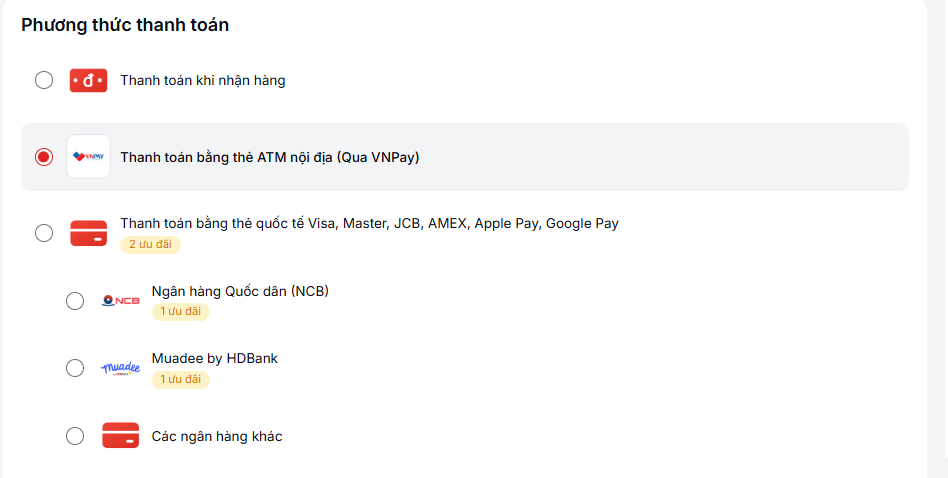 Phương thức thanh toán
đ
Thanh toán khi nhận hàng
VNPAY
Thanh toán bằng thẻ ATM nội địa (Qua VNPay)
Thanh toán bằng thẻ quốc tế Visa, Master, JCB, AMEX, Apple Pay, Google Pay
2 ưu đãi
NCB
Ngân hàng Quốc dân (NCB)
1 ưu đãi
muadee
Muadee by HDBank
1 ưu đãi
Các ngân hàng khác